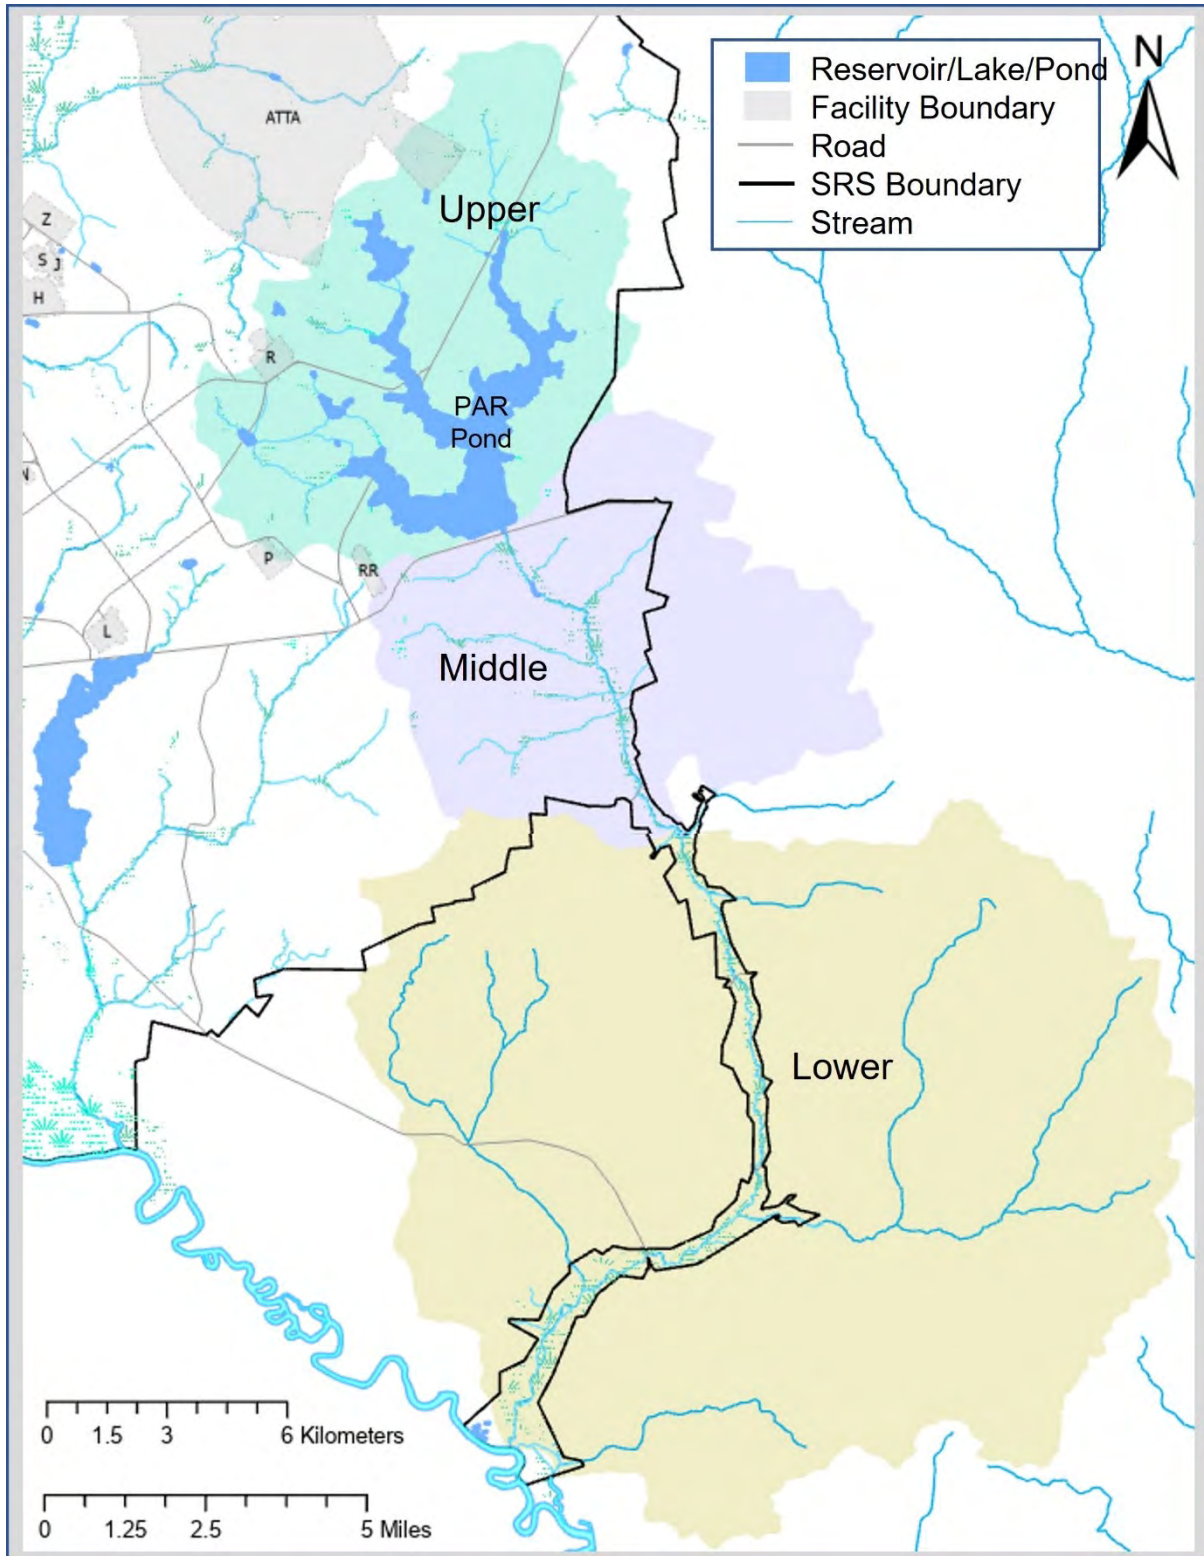 Reservoir/Lake/Pond
Facility Boundary
Road
SRS Boundary
Stream
N
ATTA
Upper
Z
S
J
H
R
PAR
Pond
N
P
RR
L
Middle
Lower
0 1.5 3 6 Kilometers
0 1.25 2.5 5 Miles